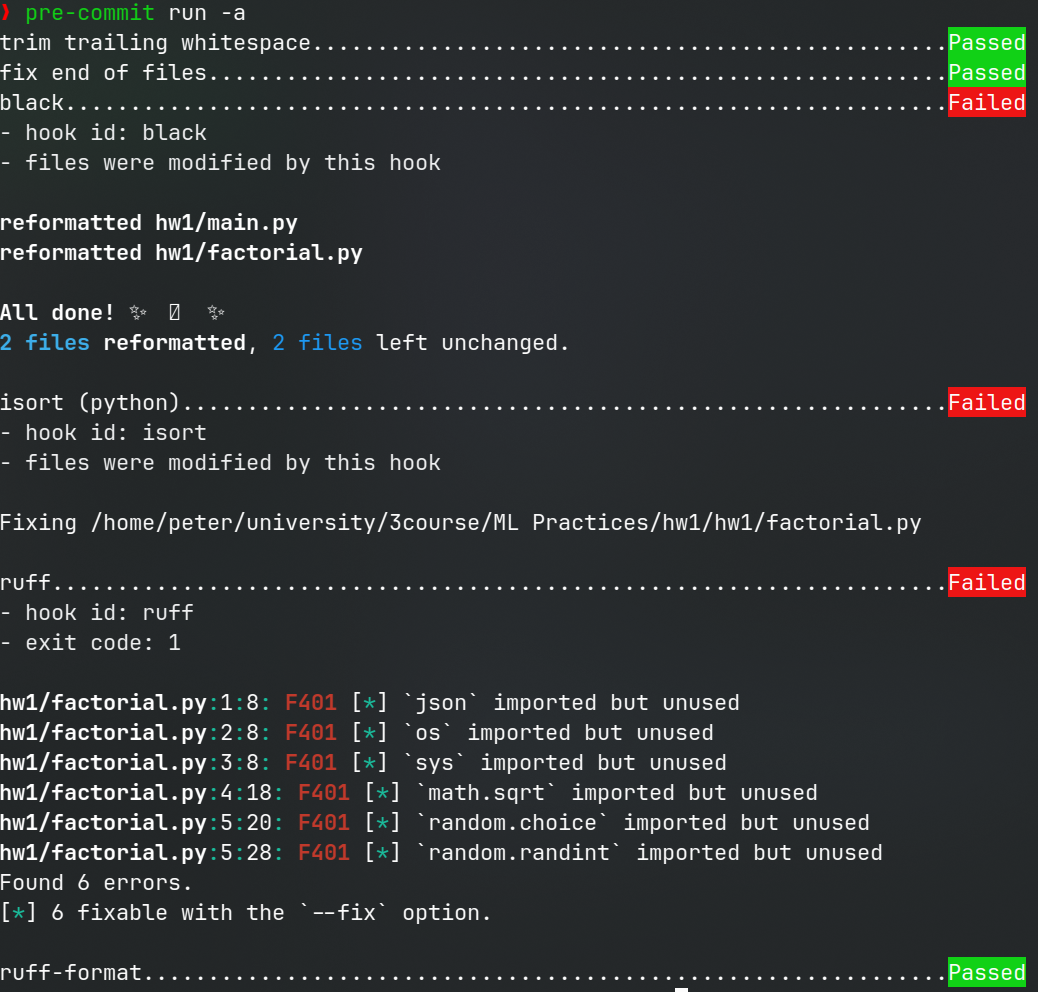 ❯ pre-commit run -a
trim trailing whitespace.................................................Passed
fix end of files.........................................................Passed
black....................................................................Failed
- hook id: black
- files were modified by this hook

reformatted hw1/main.py
reformatted hw1/factorial.py

All done! ✨ 🍰 ✨
2 files reformatted, 2 files left unchanged.

isort (python)...........................................................Failed
- hook id: isort
- files were modified by this hook

Fixing /home/peter/university/3course/ML Practices/hw1/hw1/factorial.py

ruff.....................................................................Failed
- hook id: ruff
- exit code: 1

hw1/factorial.py:1:8: F401 [*] `json` imported but unused
hw1/factorial.py:2:8: F401 [*] `os` imported but unused
hw1/factorial.py:3:8: F401 [*] `sys` imported but unused
hw1/factorial.py:4:18: F401 [*] `math.sqrt` imported but unused
hw1/factorial.py:5:20: F401 [*] `random.choice` imported but unused
hw1/factorial.py:5:28: F401 [*] `random.randint` imported but unused
Found 6 errors.
[*] 6 fixable with the `--fix` option.

ruff-format..............................................................Passed